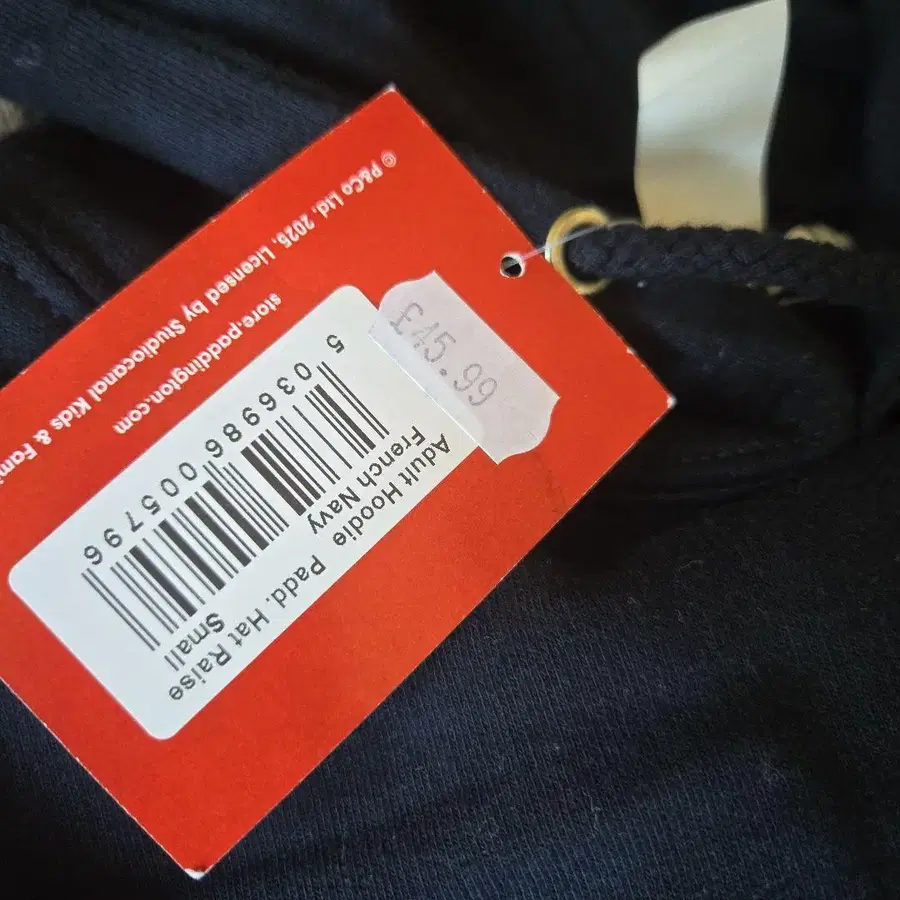 © P&Co Ltd. 2025. Licensed by Studiocanal Kids &
store.paddington.com
£45.99
5 036986 005796
Adult Hoodie Padd. Hat Raise
French Navy Small